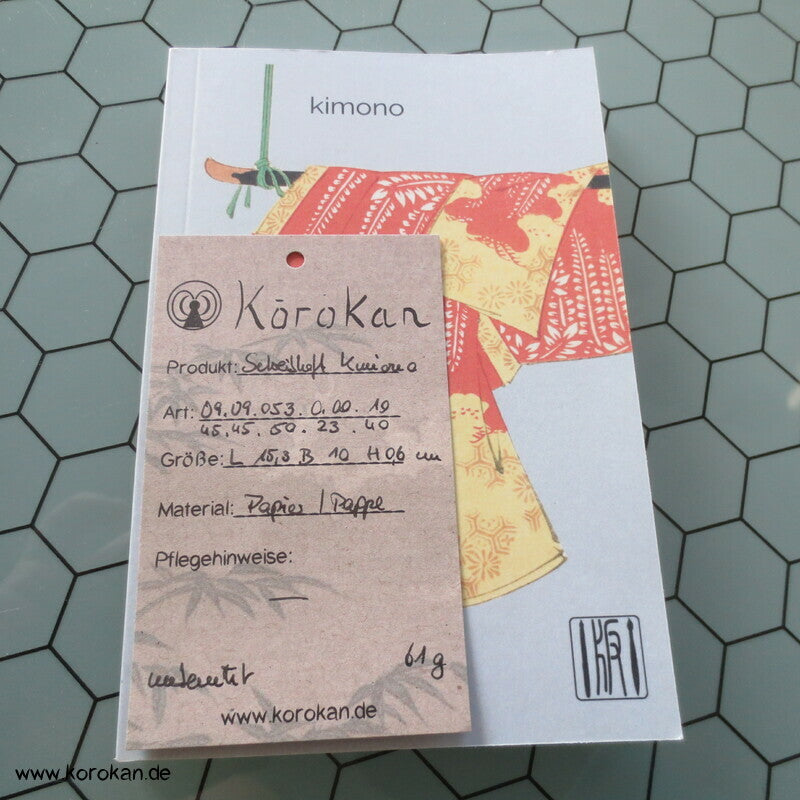 kimono
Kōrokan
Produkt: Schreibheft Kimono
Art: 09.09.053.0.00.19
45.45.50.23.40
Größe: L 15,3 B 10 H 0,6 cm
Material: Papier / Pappe
Pflegehinweise:
—
61 g
www.korokan.de
www.korokan.de